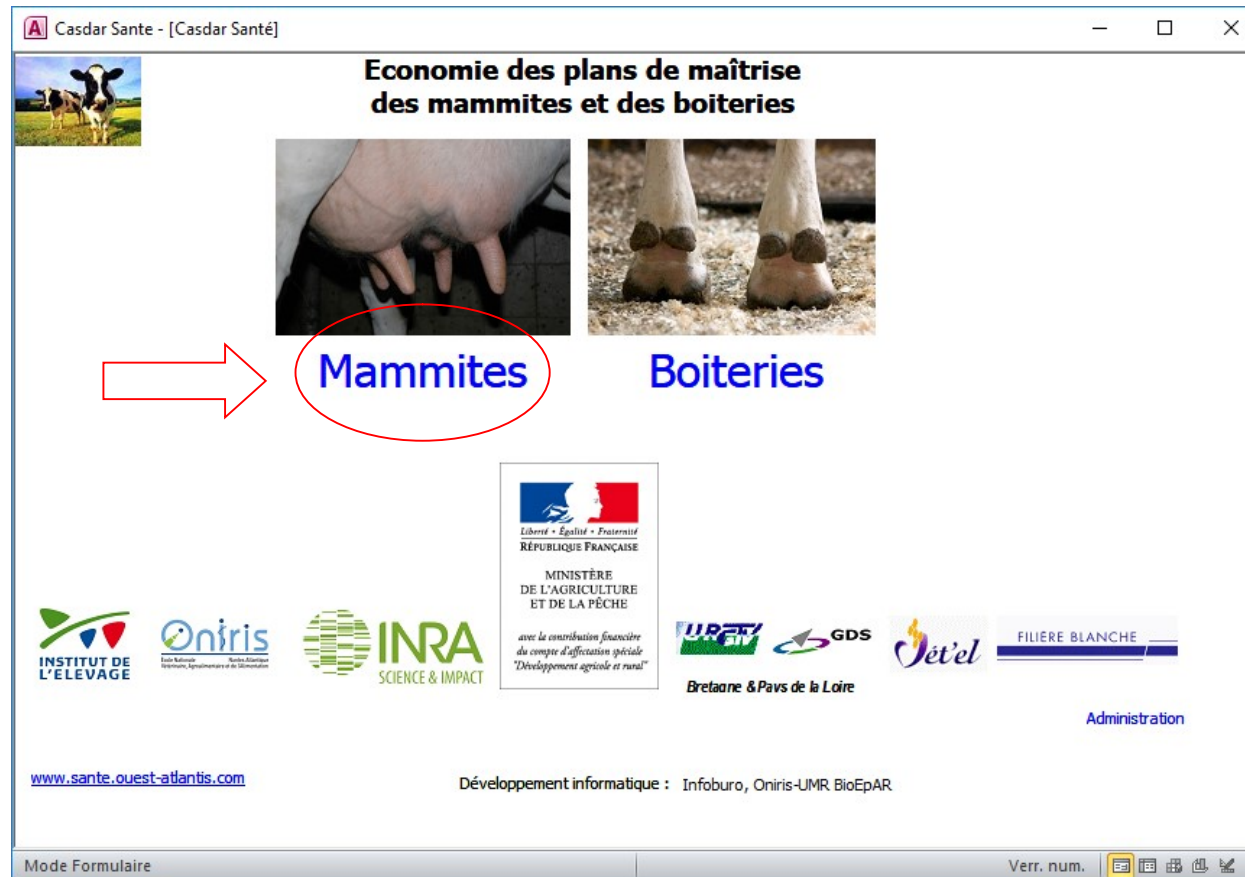 Casdar Sante - [Casdar Santé]
Economie des plans de maîtrise
des mammites et des boiteries
Mammites
Boiteries
Liberté • Égalité • Fraternité
RÉPUBLIQUE FRANÇAISE
MINISTÈRE
DE L'AGRICULTURE
ET DE LA PÊCHE
avec la contribution financière
du compte d'affectation spéciale
"Développement agricole et rural"
INSTITUT DE
L'ELEVAGE
Oniris
INRA
SCIENCE & IMPACT
GDS
Bretagne & Pays de la Loire
Jét'el
FILIÈRE BLANCHE
Administration
www.sante.ouest-atlantis.com
Développement informatique : Infoburo, Oniris-UMR BioEpAR
Mode Formulaire
Verr. num.